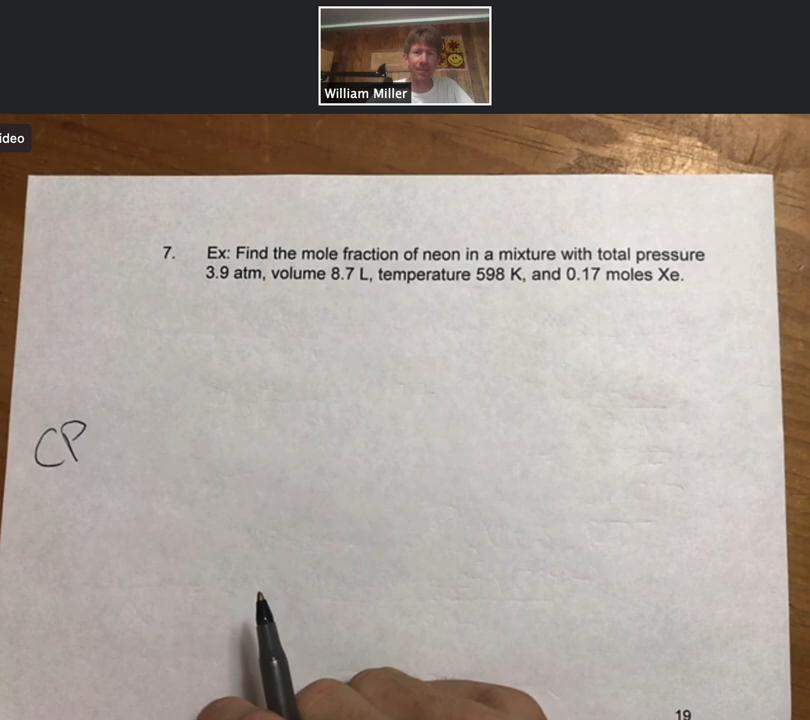 William Miller
ideo
7. Ex: Find the mole fraction of neon in a mixture with total pressure
3.9 atm, volume 8.7 L, temperature 598 K, and 0.17 moles Xe.
CP
19